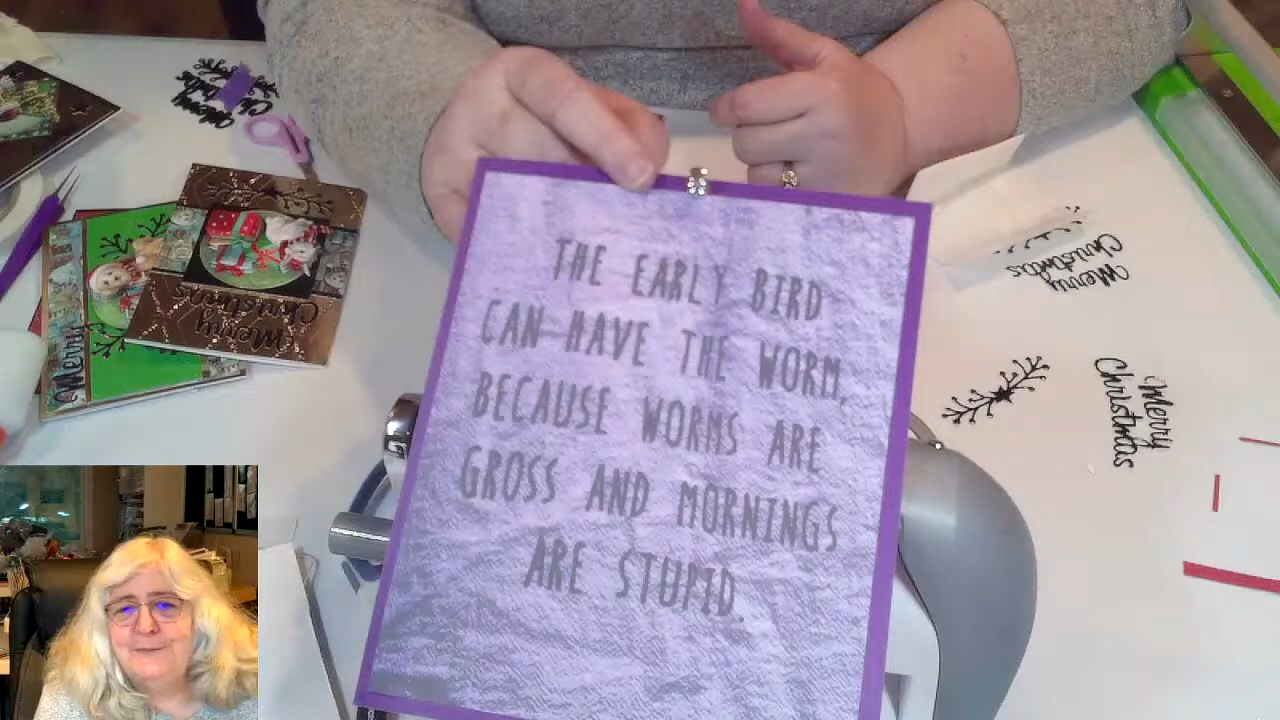 THE EARLY BIRD
CAN HAVE THE WORM,
BECAUSE WORMS ARE
GROSS AND MORNINGS
ARE STUPID.
Merry
Christmas
Merry
Christmas
Merry
Christmas
Merry